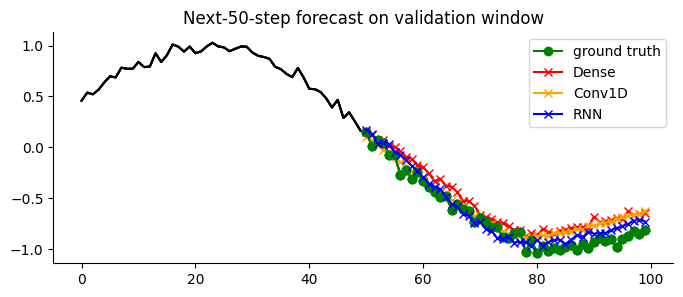 Next-50-step forecast on validation window
ground truth
Dense
Conv1D
RNN
1.0
0.5
0.0
−0.5
−1.0
0 20 40 60 80 100